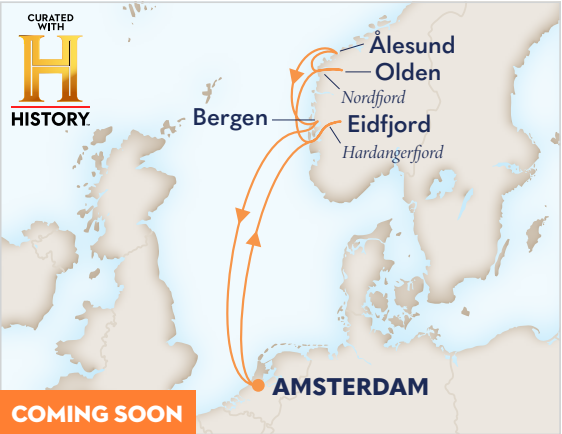 CURATED
WITH
H
HISTORY
Ålesund
Olden
Nordfjord
Bergen
Eidfjord
Hardangerfjord
AMSTERDAM
COMING SOON